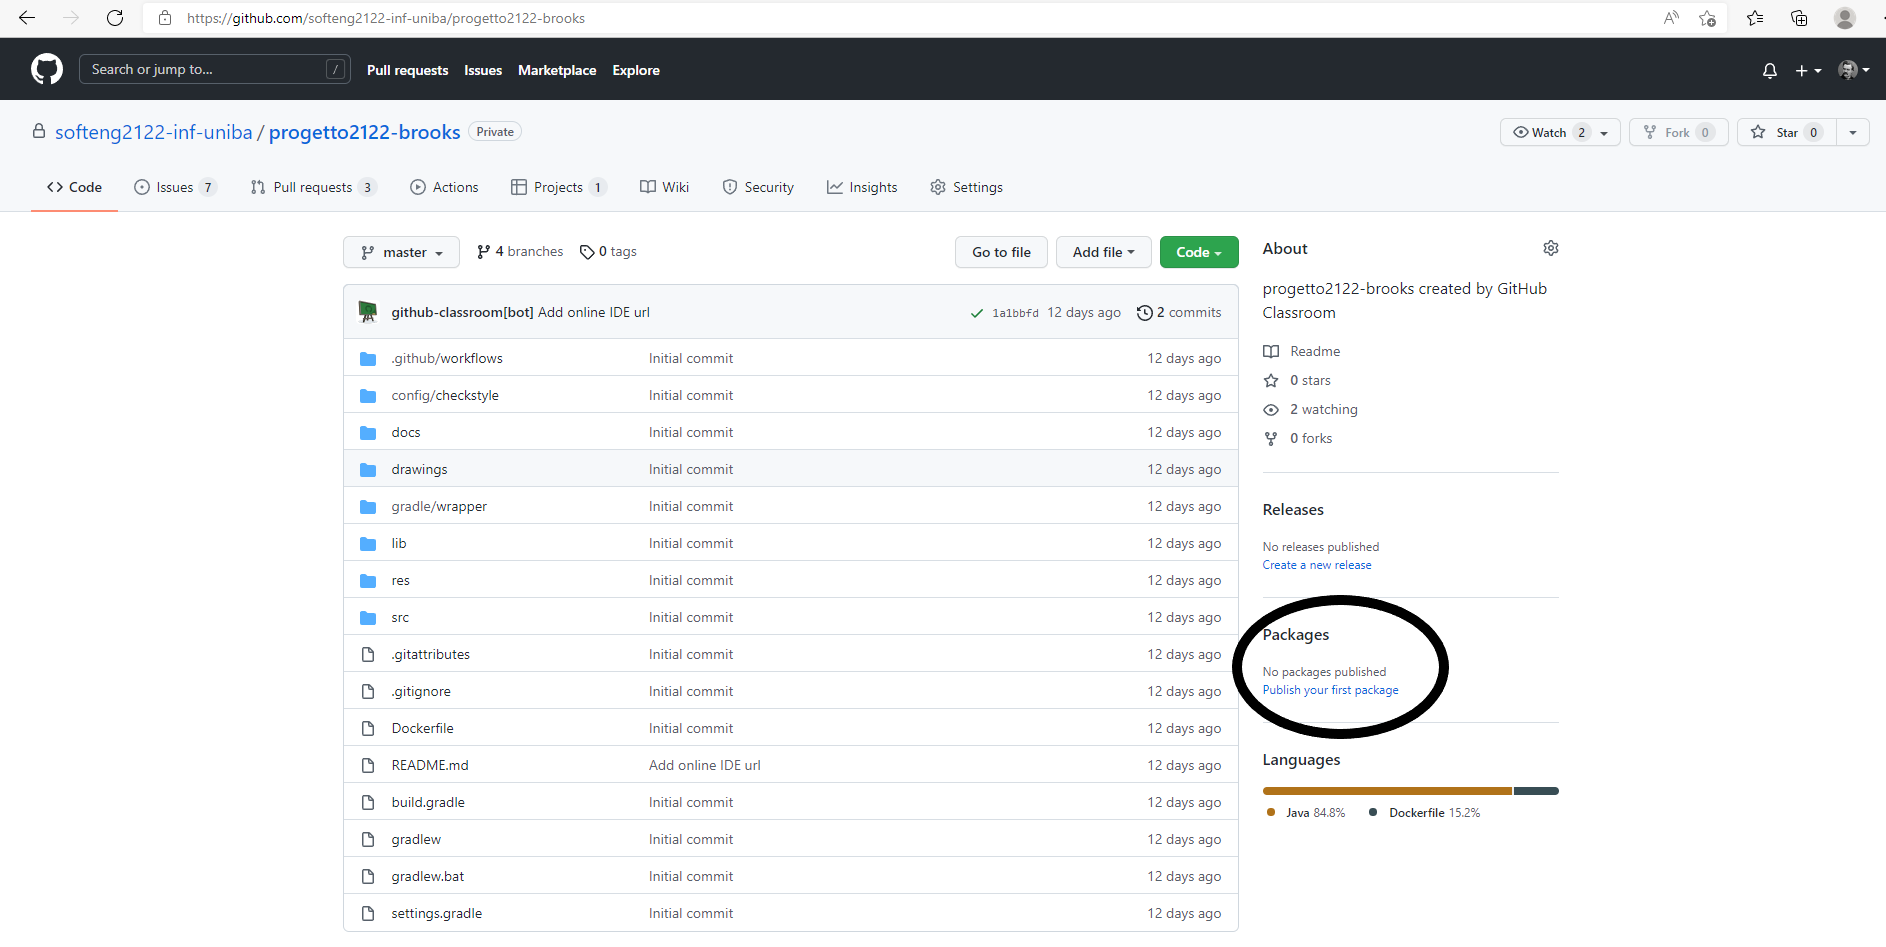 https://github.com/softeng2122-inf-uniba/progetto2122-brooks
Search or jump to... / Pull requests Issues Marketplace Explore
softeng2122-inf-uniba / progetto2122-brooks Private Watch 2 Fork 0 Star 0
Code Issues 7 Pull requests 3 Actions Projects 1 Wiki Security Insights Settings
master 4 branches 0 tags Go to file Add file Code
github-classroom[bot] Add online IDE url 1a1bbfd 12 days ago 2 commits
.github/workflows Initial commit 12 days ago
config/checkstyle Initial commit 12 days ago
docs Initial commit 12 days ago
drawings Initial commit 12 days ago
gradle/wrapper Initial commit 12 days ago
lib Initial commit 12 days ago
res Initial commit 12 days ago
src Initial commit 12 days ago
.gitattributes Initial commit 12 days ago
.gitignore Initial commit 12 days ago
Dockerfile Initial commit 12 days ago
README.md Add online IDE url 12 days ago
build.gradle Initial commit 12 days ago
gradlew Initial commit 12 days ago
gradlew.bat Initial commit 12 days ago
settings.gradle Initial commit 12 days ago
About
progetto2122-brooks created by GitHub
Classroom
Readme
0 stars
2 watching
0 forks
Releases
No releases published
Create a new release
Packages
No packages published
Publish your first package
Languages
Java 84.8% Dockerfile 15.2%